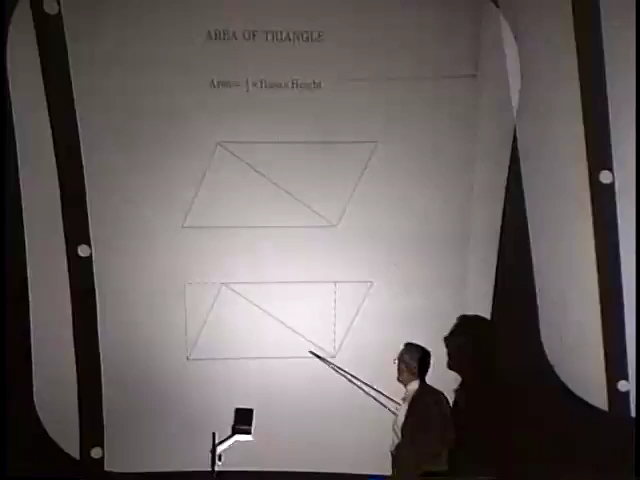 AREA OF TRIANGLE
Area= ½ × Base × Height